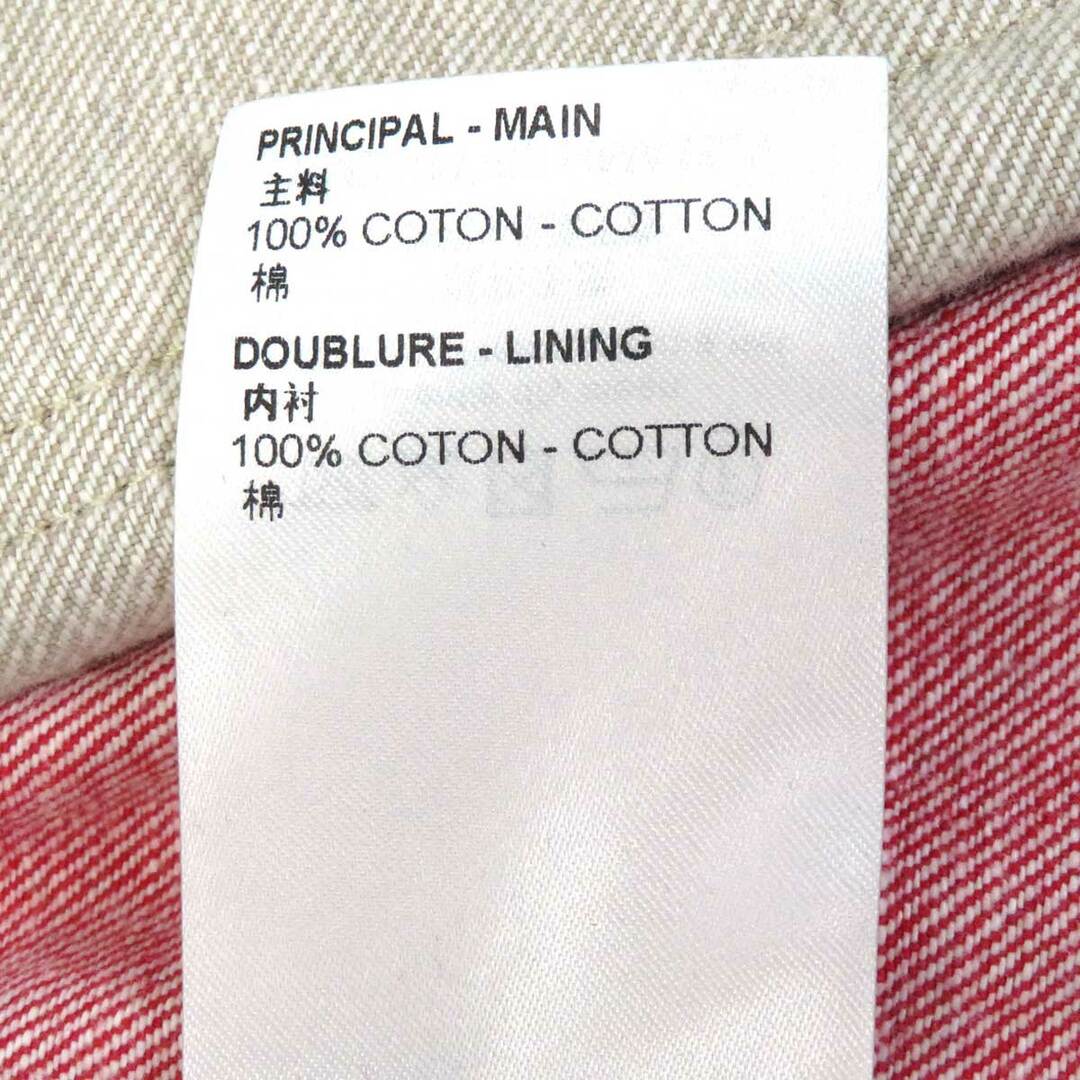 PRINCIPAL - MAIN
主料
100% COTON - COTTON
棉
DOUBLURE - LINING
内衬
100% COTON - COTTON
棉